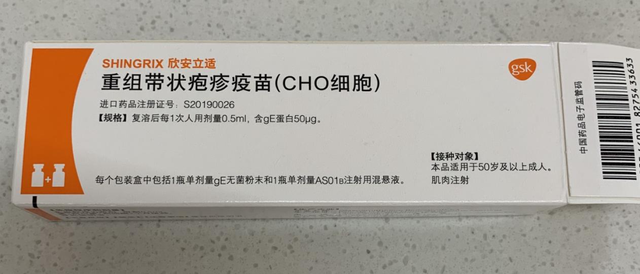 SHINGRIX 欣安立适
重组带状疱疹疫苗(CHO细胞)
进口药品注册证号: S20190026
【规格】复溶后每1次人用剂量0.5ml，含gE蛋白50μg。
gsk
【接种对象】
本品适用于50岁及以上成人。
肌肉注射
每个包装盒中包括1瓶单剂量gE无菌粉末和1瓶单剂量AS01B注射用混悬液。
中国药品电子监管码